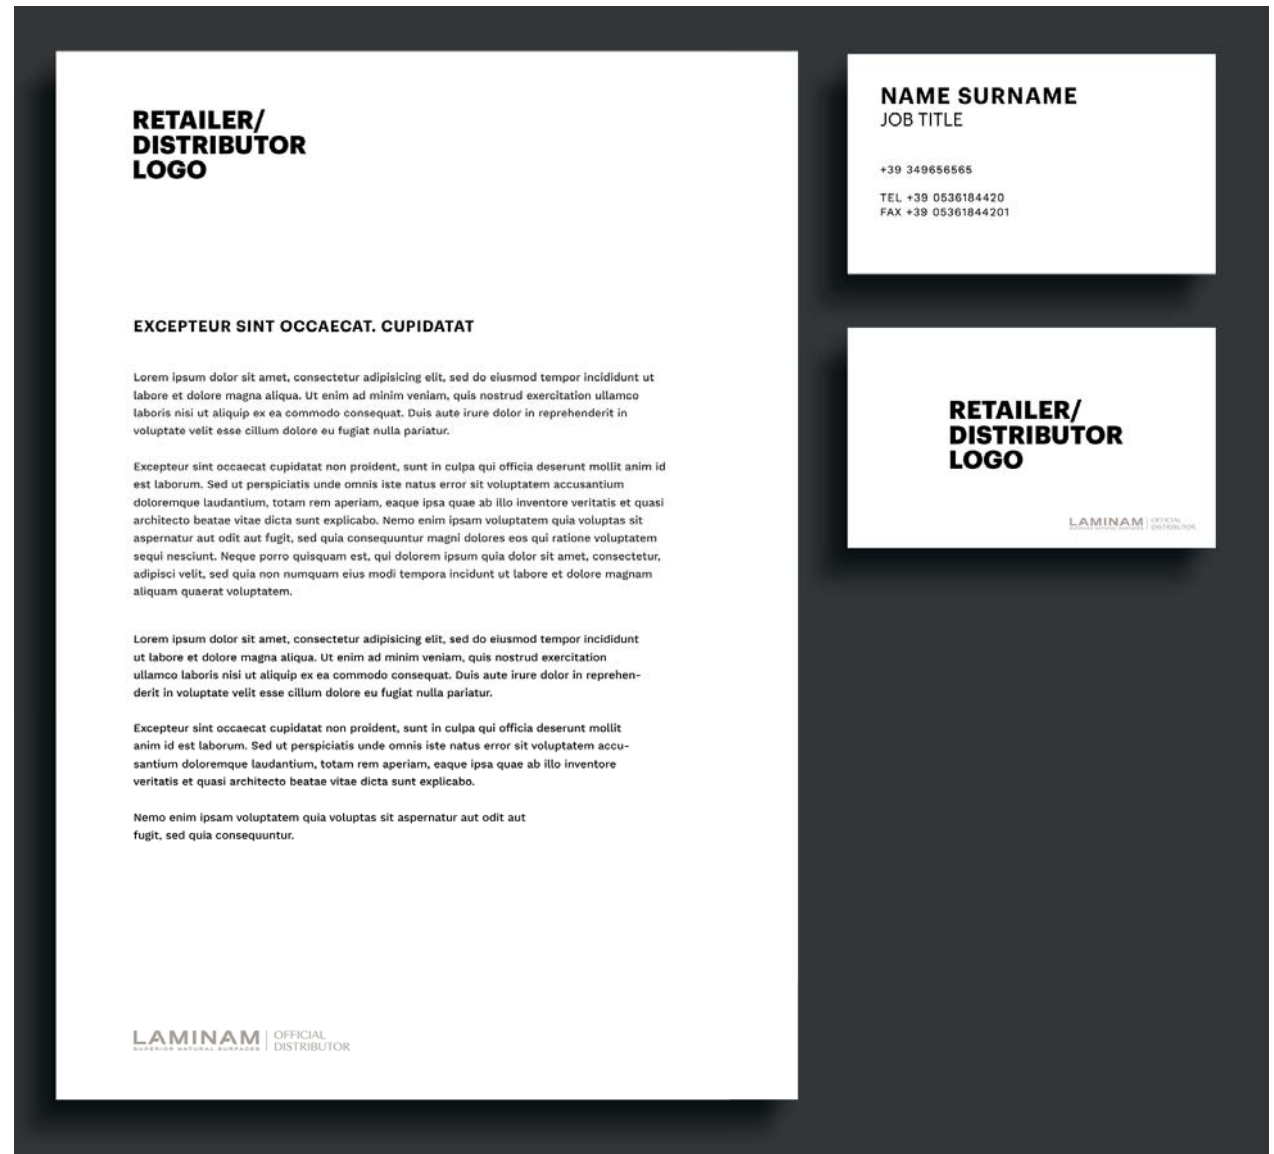 RETAILER/
DISTRIBUTOR
LOGO
EXCEPTEUR SINT OCCAECAT. CUPIDATAT
Lorem ipsum dolor sit amet, consectetur adipisicing elit, sed do eiusmod tempor incididunt ut
labore et dolore magna aliqua. Ut enim ad minim veniam, quis nostrud exercitation ullamco
laboris nisi ut aliquip ex ea commodo consequat. Duis aute irure dolor in reprehenderit in
voluptate velit esse cillum dolore eu fugiat nulla pariatur.
Excepteur sint occaecat cupidatat non proident, sunt in culpa qui officia deserunt mollit anim id
est laborum. Sed ut perspiciatis unde omnis iste natus error sit voluptatem accusantium
doloremque laudantium, totam rem aperiam, eaque ipsa quae ab illo inventore veritatis et quasi
architecto beatae vitae dicta sunt explicabo. Nemo enim ipsam voluptatem quia voluptas sit
aspernatur aut odit aut fugit, sed quia consequuntur magni dolores eos qui ratione voluptatem
sequi nesciunt. Neque porro quisquam est, qui dolorem ipsum quia dolor sit amet, consectetur,
adipisci velit, sed quia non numquam eius modi tempora incidunt ut labore et dolore magnam
aliquam quaerat voluptatem.
Lorem ipsum dolor sit amet, consectetur adipisicing elit, sed do eiusmod tempor incididunt
ut labore et dolore magna aliqua. Ut enim ad minim veniam, quis nostrud exercitation
ullamco laboris nisi ut aliquip ex ea commodo consequat. Duis aute irure dolor in reprehen-
derit in voluptate velit esse cillum dolore eu fugiat nulla pariatur.
Excepteur sint occaecat cupidatat non proident, sunt in culpa qui officia deserunt mollit
anim id est laborum. Sed ut perspiciatis unde omnis iste natus error sit voluptatem accu-
santium doloremque laudantium, totam rem aperiam, eaque ipsa quae ab illo inventore
veritatis et quasi architecto beatae vitae dicta sunt explicabo.
Nemo enim ipsam voluptatem quia voluptas sit aspernatur aut odit aut
fugit, sed quia consequuntur.
LAMINAM
SUPERIOR NATURAL SURFACES
OFFICIAL
DISTRIBUTOR
NAME SURNAME
JOB TITLE
+39 349656565
TEL +39 0536184420
FAX +39 05361844201
RETAILER/
DISTRIBUTOR
LOGO
LAMINAM
SUPERIOR NATURAL SURFACES
OFFICIAL
DISTRIBUTOR